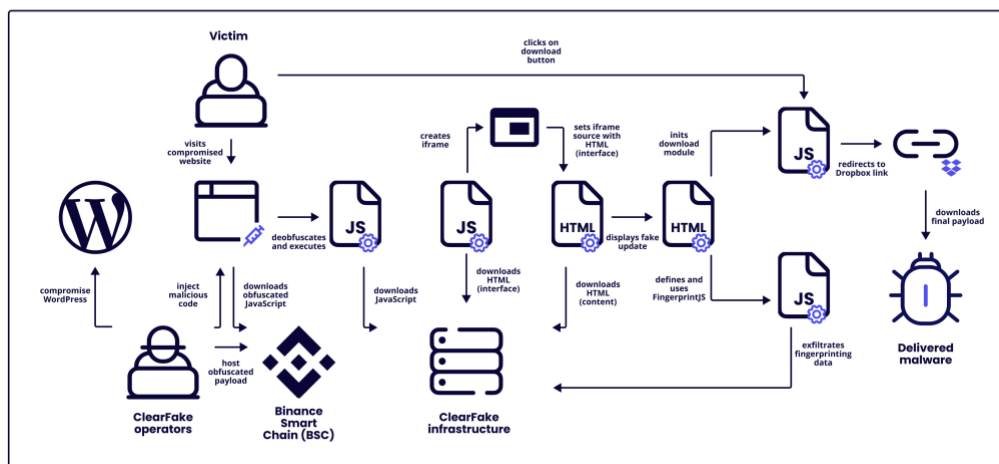 Victim
clicks on
download
button
visits
compromised
website
creates
iframe
sets iframe
source with
HTML
(interface)
inits
download
module
JS
redirects to
Dropbox link
W
JS
deobfuscates
and executes
JS
HTML
displays fake
update
HTML
downloads
final payload
compromise
WordPress
inject
malicious
code
downloads
obfuscated
JavaScript
downloads
JavaScript
downloads
HTML
(interface)
downloads
HTML
(content)
defines and
uses
FingerprintJS
JS
host
obfuscated
payload
exfiltrates
fingerprinting
data
Delivered
malware
ClearFake
operators
Binance
Smart
Chain (BSC)
ClearFake
infrastructure